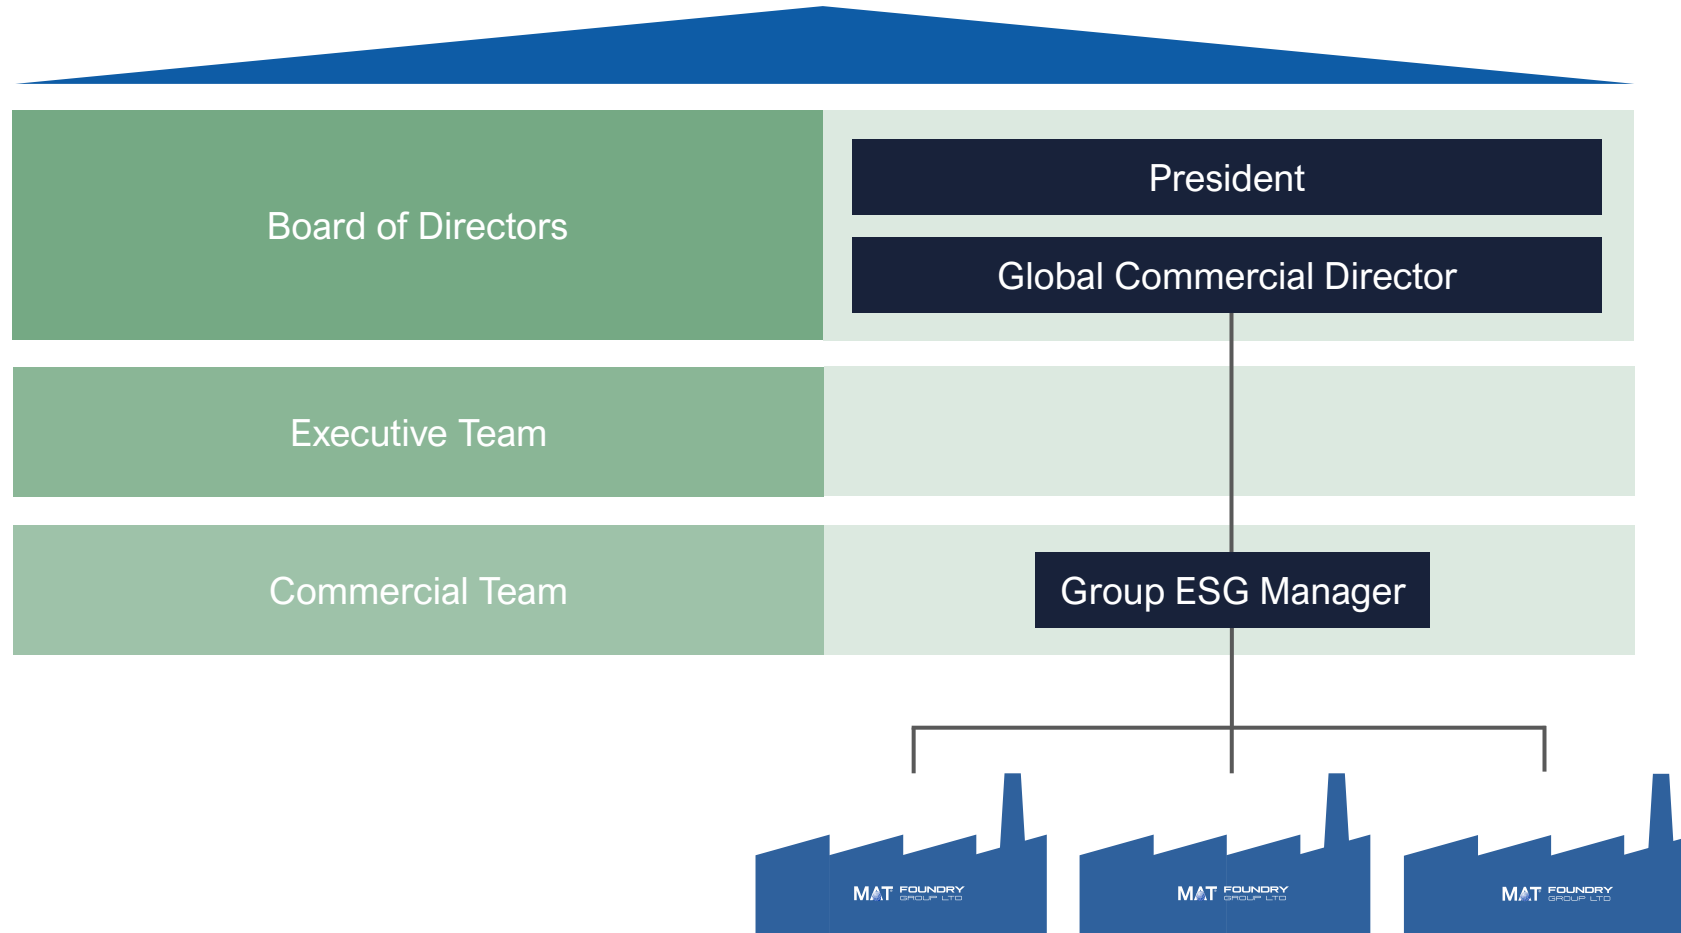 Board of Directors
President
Global Commercial Director
Executive Team
Commercial Team
Group ESG Manager
MAT FOUNDRY
GROUP LTD
MAT FOUNDRY
GROUP LTD
MAT FOUNDRY
GROUP LTD